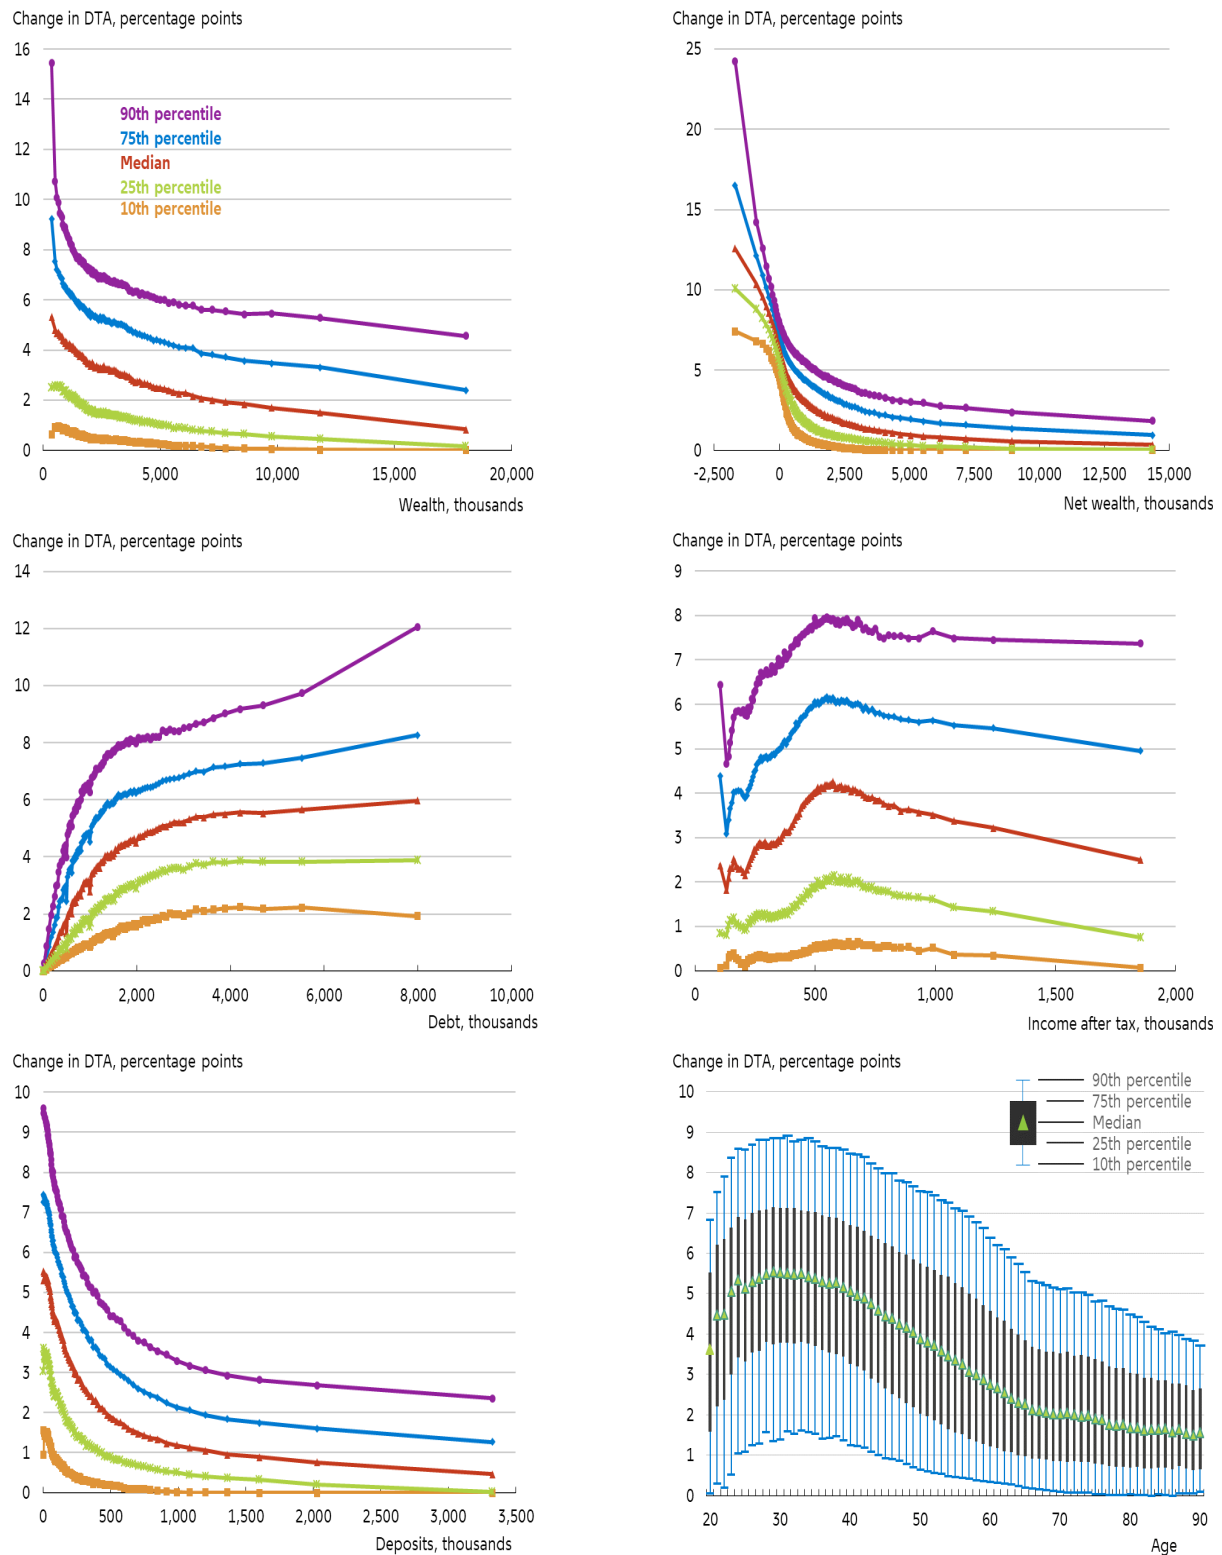 Change in DTA, percentage points
16
14
12
10
8
6
4
2
0
90th percentile
75th percentile
Median
25th percentile
10th percentile
0 5,000 10,000 15,000 20,000
Wealth, thousands
Change in DTA, percentage points
25
20
15
10
5
0
-2,500 0 2,500 5,000 7,500 10,000 12,500 15,000
Net wealth, thousands
Change in DTA, percentage points
14
12
10
8
6
4
2
0
0 2,000 4,000 6,000 8,000 10,000
Debt, thousands
Change in DTA, percentage points
9
8
7
6
5
4
3
2
1
0
0 500 1,000 1,500 2,000
Income after tax, thousands
Change in DTA, percentage points
10
9
8
7
6
5
4
3
2
1
0
0 500 1,000 1,500 2,000 2,500 3,000 3,500
Deposits, thousands
Change in DTA, percentage points
10
9
8
7
6
5
4
3
2
1
0
90th percentile
75th percentile
Median
25th percentile
10th percentile
20 30 40 50 60 70 80 90
Age